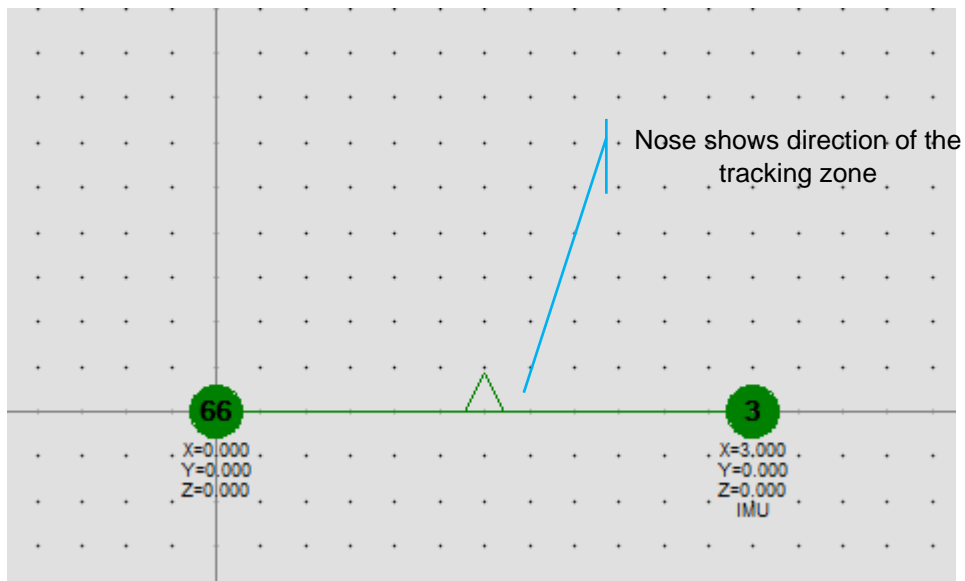 Nose shows direction of the
tracking zone
66
X=0.000
Y=0.000
Z=0.000
3
X=3.000
Y=0.000
Z=0.000
IMU